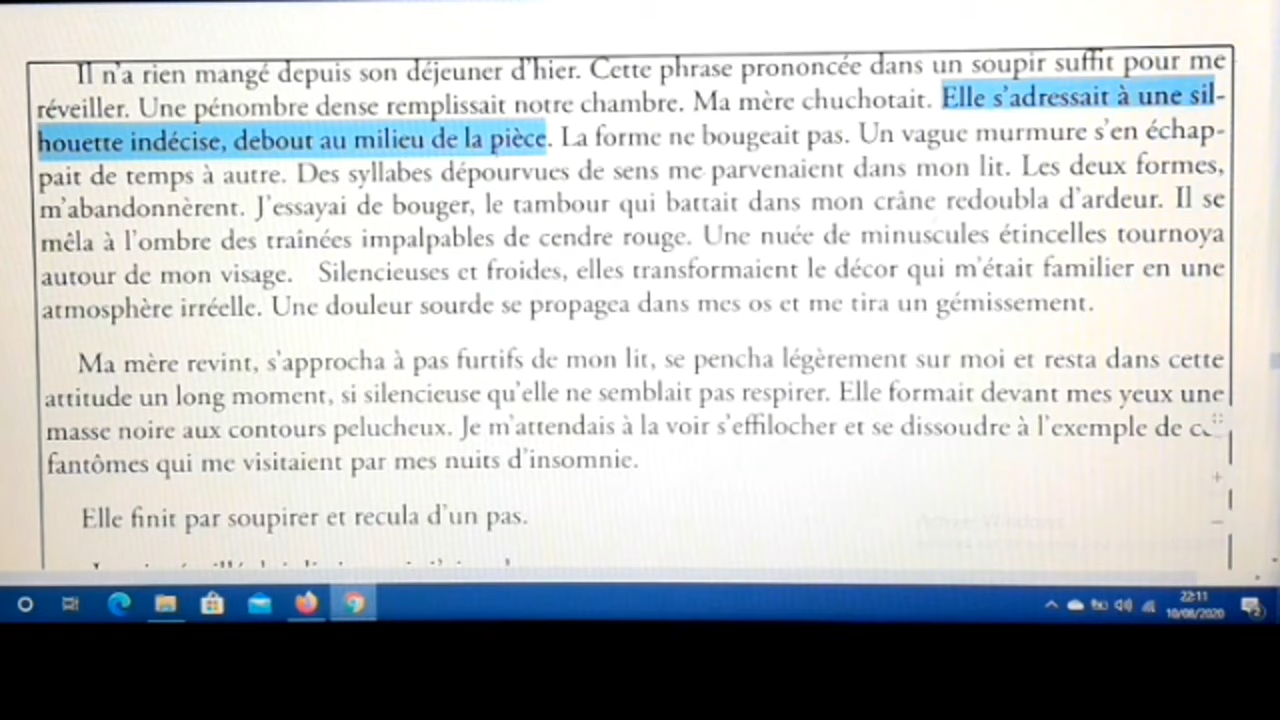 Il n'a rien mangé depuis son déjeuner d'hier. Cette phrase prononcée dans un soupir suffit pour me
réveiller. Une pénombre dense remplissait notre chambre. Ma mère chuchotait. Elle s'adressait à une sil-
houette indécise, debout au milieu de la pièce. La forme ne bougeait pas. Un vague murmure s'en échap-
pait de temps à autre. Des syllabes dépourvues de sens me parvenaient dans mon lit. Les deux formes,
m'abandonnèrent. J'essayai de bouger, le tambour qui battait dans mon crâne redoubla d'ardeur. Il se
mêla à l'ombre des traînées impalpables de cendre rouge. Une nuée de minuscules étincelles tournoya
autour de mon visage. Silencieuses et froides, elles transformaient le décor qui m'était familier en une
atmosphère irréelle. Une douleur sourde se propagea dans mes os et me tira un gémissement.
Ma mère revint, s'approcha à pas furtifs de mon lit, se pencha légèrement sur moi et resta dans cette
attitude un long moment, si silencieuse qu'elle ne semblait pas respirer. Elle formait devant mes yeux une
masse noire aux contours pelucheux. Je m'attendais à la voir s'effilocher et se dissoudre à l'exemple de
fantômes qui me visitaient par mes nuits d'insomnie.
Elle finit par soupirer et recula d'un pas.
22:11
10/08/2020